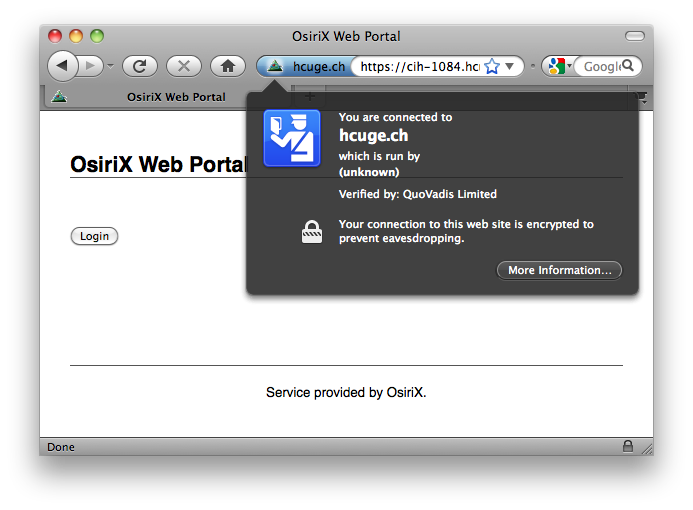 OsiriX Web Portal
hcuge.ch
https://cih-1084.hc
Google
OsiriX Web Portal
You are connected to
hcuge.ch
which is run by
(unknown)
Verified by: QuoVadis Limited
Your connection to this web site is encrypted to
prevent eavesdropping.
More Information...
OsiriX Web Portal
Login
Service provided by OsiriX.
Done